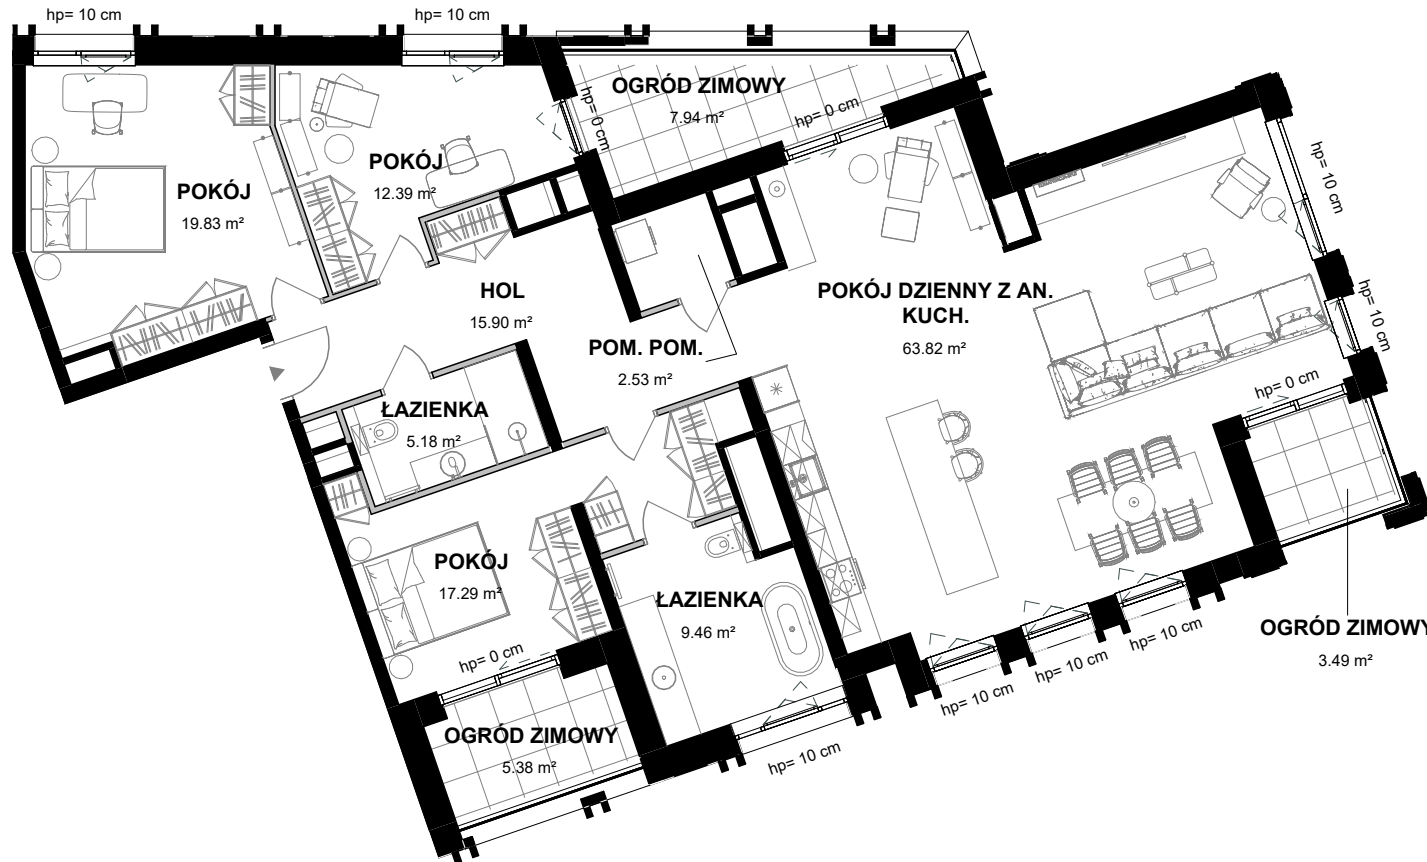 hp= 10 cm
hp= 10 cm
OGRÓD ZIMOWY
7.94 m²
hp= 0 cm
hp= 0 cm
POKÓJ
12.39 m²
POKÓJ
19.83 m²
hp= 10 cm
HOL
15.90 m²
POKÓJ DZIENNY Z AN.
KUCH.
63.82 m²
hp= 10 cm
POM. POM.
2.53 m²
hp= 0 cm
ŁAZIENKA
5.18 m²
POKÓJ
17.29 m²
ŁAZIENKA
9.46 m²
hp= 0 cm
OGRÓD ZIMOWY
3.49 m²
hp= 10 cm
hp= 10 cm
hp= 10 cm
OGRÓD ZIMOWY
5.38 m²
hp= 10 cm